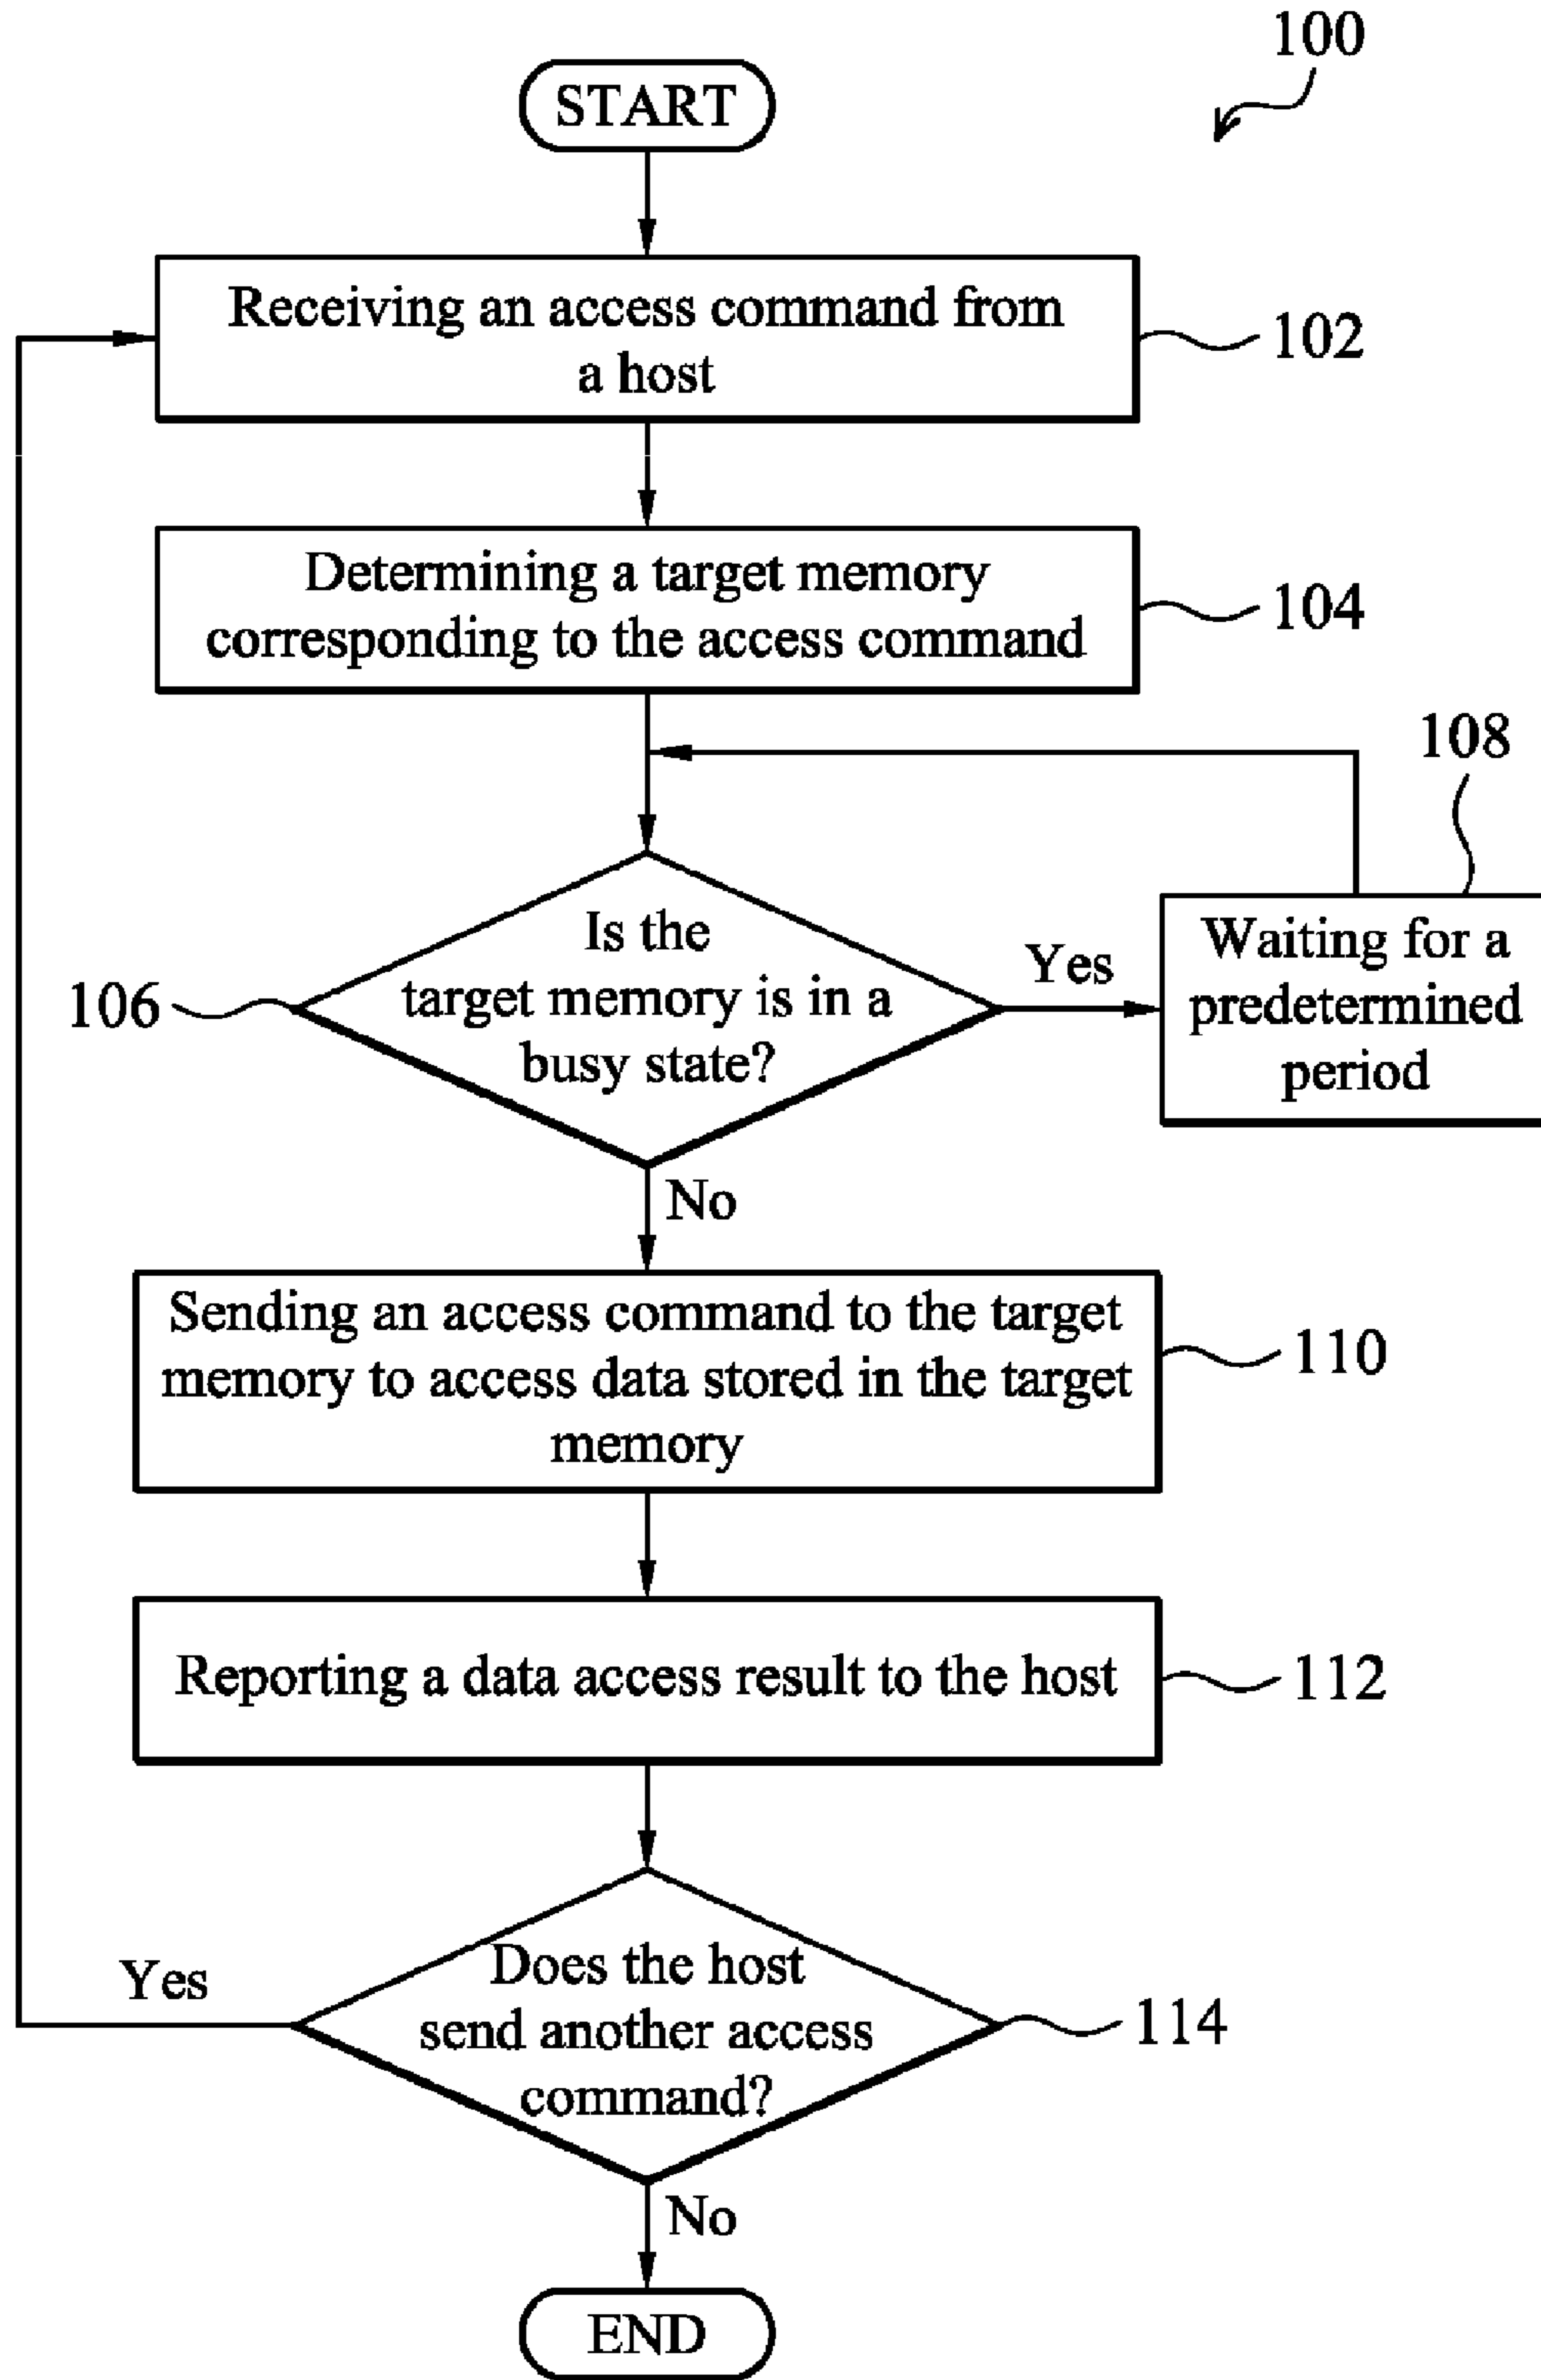 100
START
Receiving an access command from
a host
102
Determining a target memory
corresponding to the access command
104
108
Is the
target memory is in a
busy state?
106
Yes
Waiting for a
predetermined
period
No
Sending an access command to the target
memory to access data stored in the target
memory
110
Reporting a data access result to the host
112
Does the host
send another access
command?
Yes
114
No
END